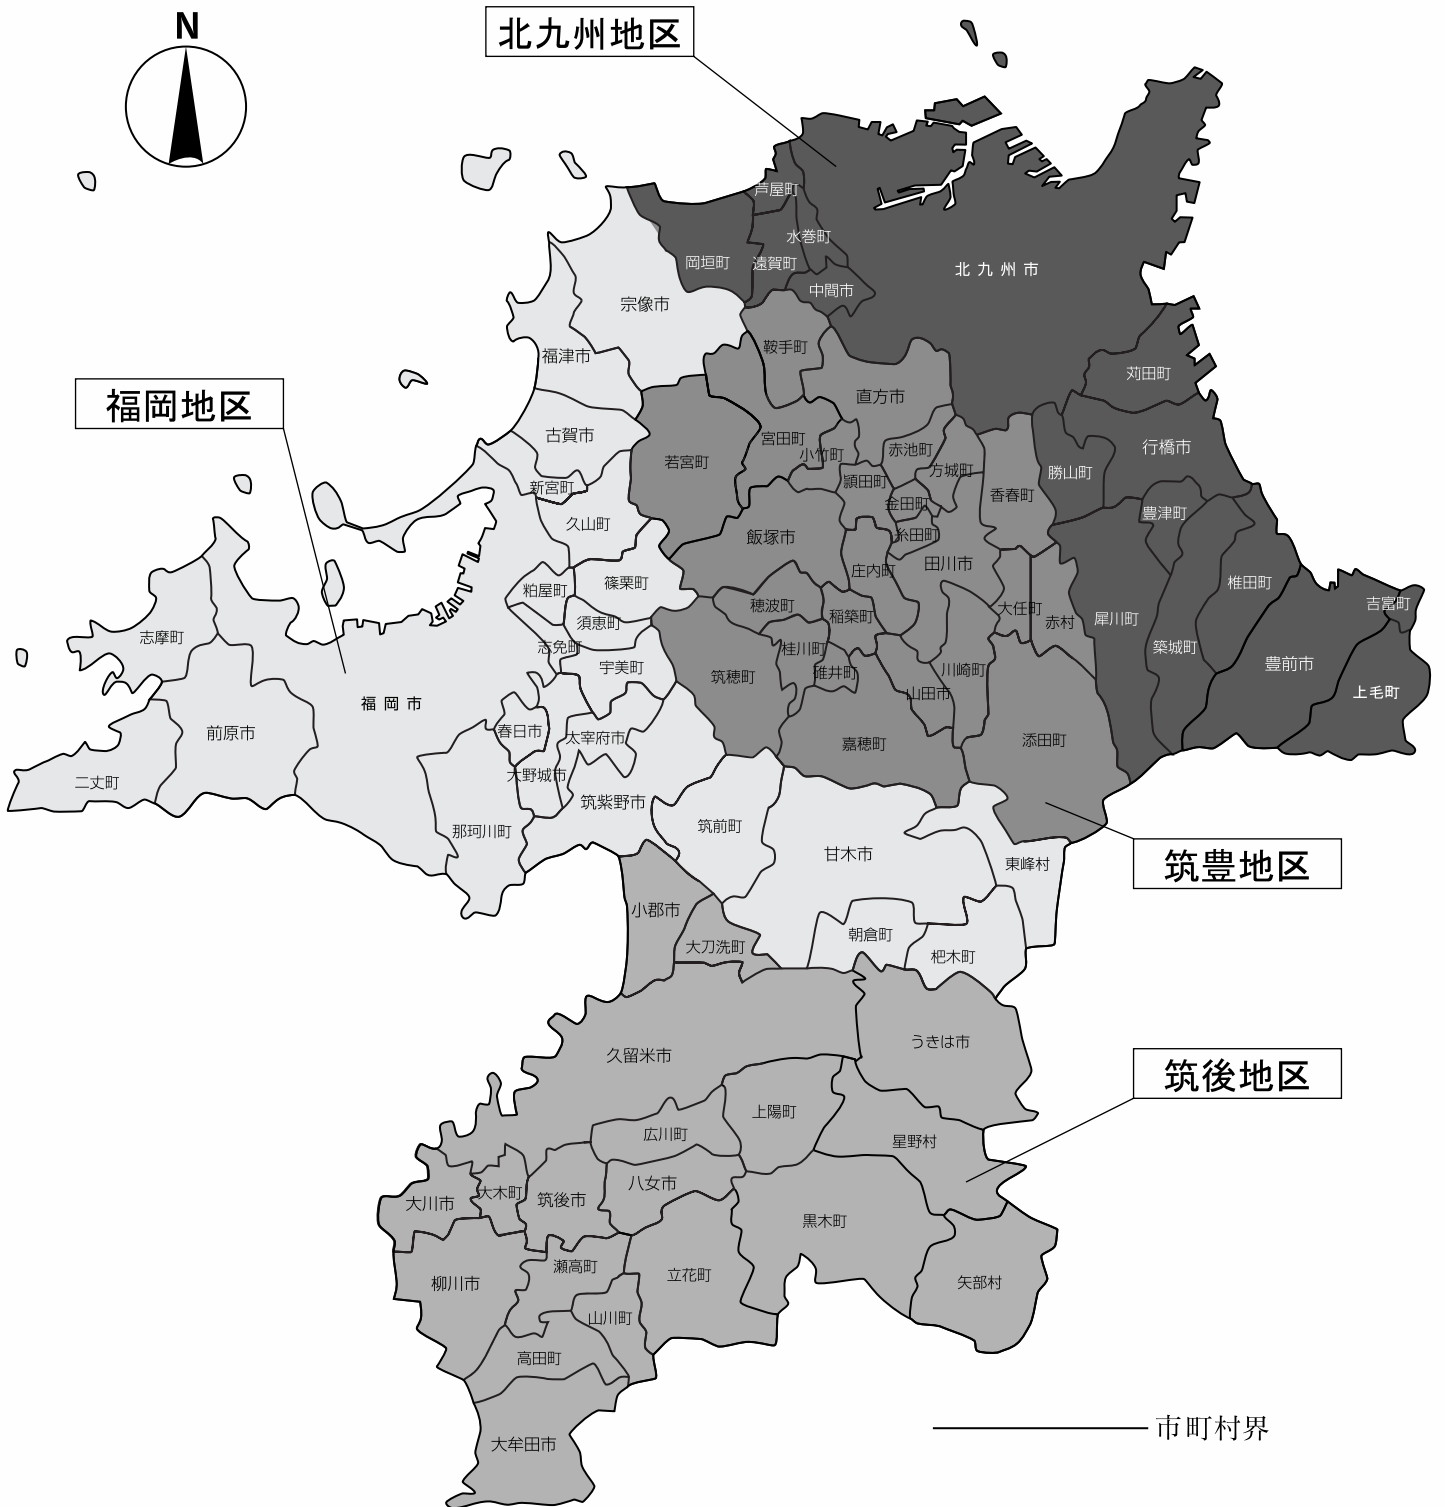 N
北九州地区
芦屋町
水巻町
岡垣町
遠賀町
北九州市
中間市
宗像市
鞍手町
福津市
苅田町
直方市
福岡地区
古賀市
宮田町
行橋市
小竹町
赤池町
若宮町
方城町
勝山町
新宮町
頴田町
香春町
金田町
豊津町
久山町
飯塚市
糸田町
田川市
庄内町
篠栗町
粕屋町
椎田町
穂波町
大任町
吉富町
稲築町
須恵町
赤村
犀川町
志摩町
志免町
桂川町
築城町
宇美町
豊前市
碓井町
川崎町
筑穂町
山田市
上毛町
福岡市
前原市
春日市
太宰府市
嘉穂町
添田町
大野城市
二丈町
筑紫野市
那珂川町
筑前町
甘木市
東峰村
筑豊地区
小郡市
朝倉町
大刀洗町
杷木町
うきは市
久留米市
筑後地区
上陽町
広川町
星野村
八女市
大木町
筑後市
大川市
黒木町
瀬高町
立花町
柳川市
矢部村
山川町
高田町
市町村界
大牟田市